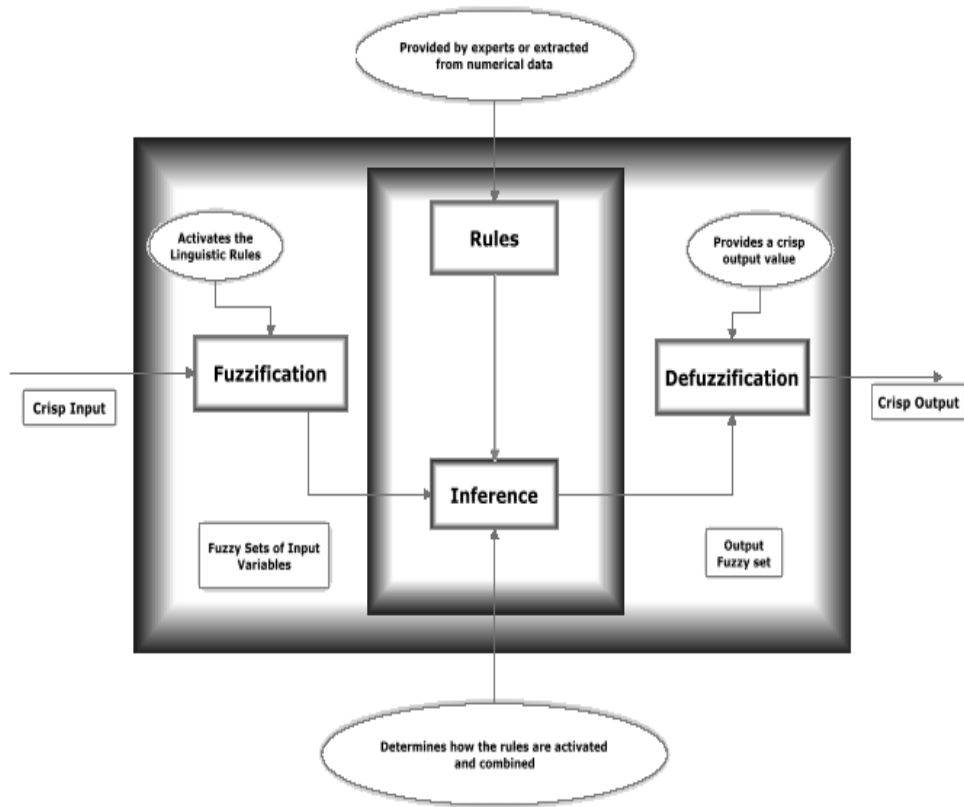 Provided by experts or extracted
from numerical data
Rules
Activates the
Linguistic Rules
Provides a crisp
output value
Fuzzification
Defuzzification
Crisp Input
Crisp Output
Inference
Fuzzy Sets of Input
Variables
Output
Fuzzy set
Determines how the rules are activated
and combined